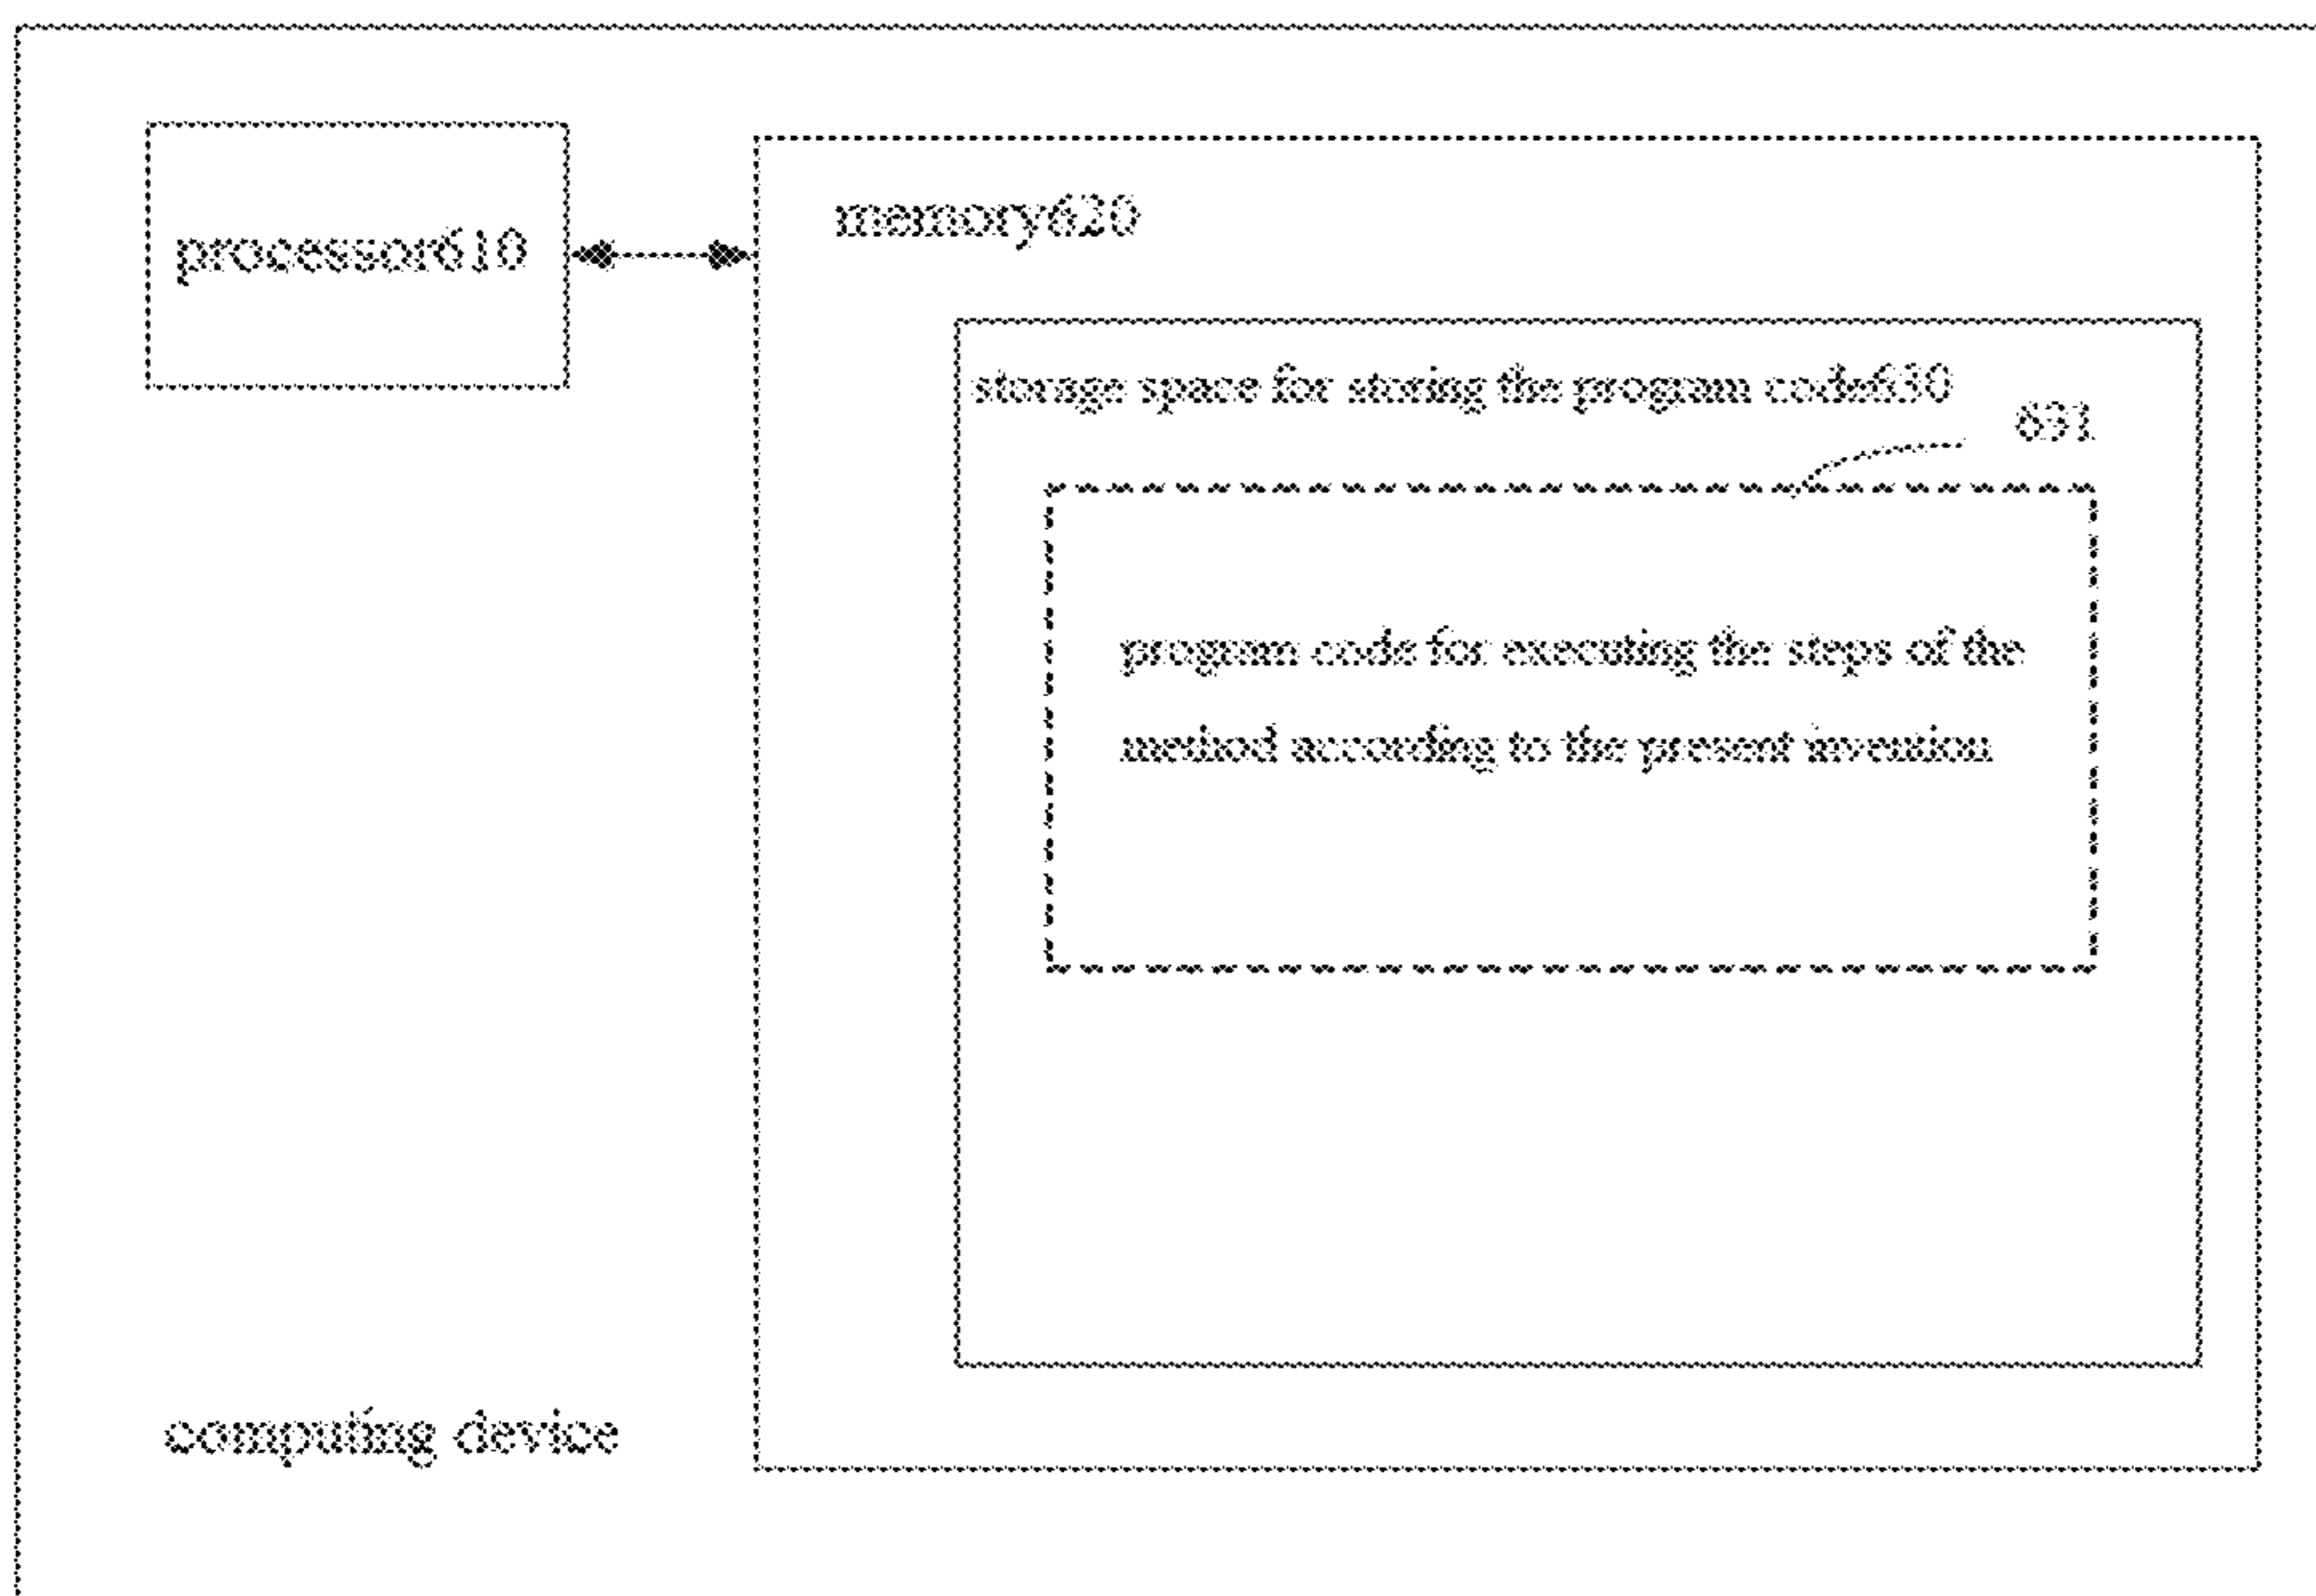 processor610
memory620
storage space for storing the program code630
631
program code for executing the steps of the
method according to the present invention
computing device